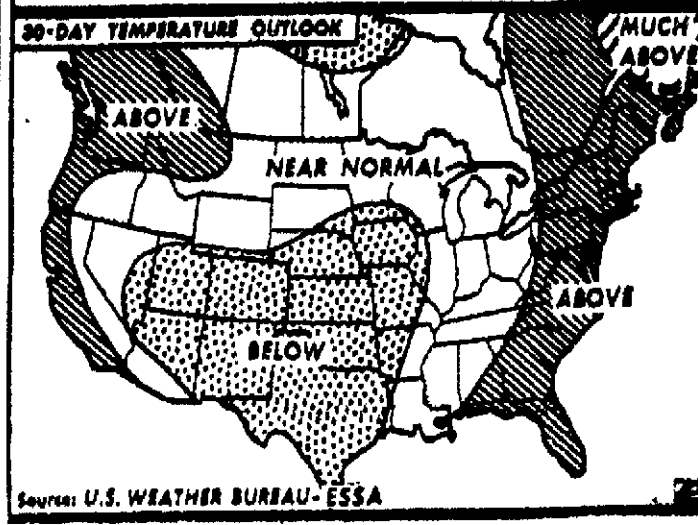 30-DAY TEMPERATURE OUTLOOK
MUCH
ABOVE
ABOVE
NEAR NORMAL
ABOVE
BELOW
Source: U.S. WEATHER BUREAU-ESSA